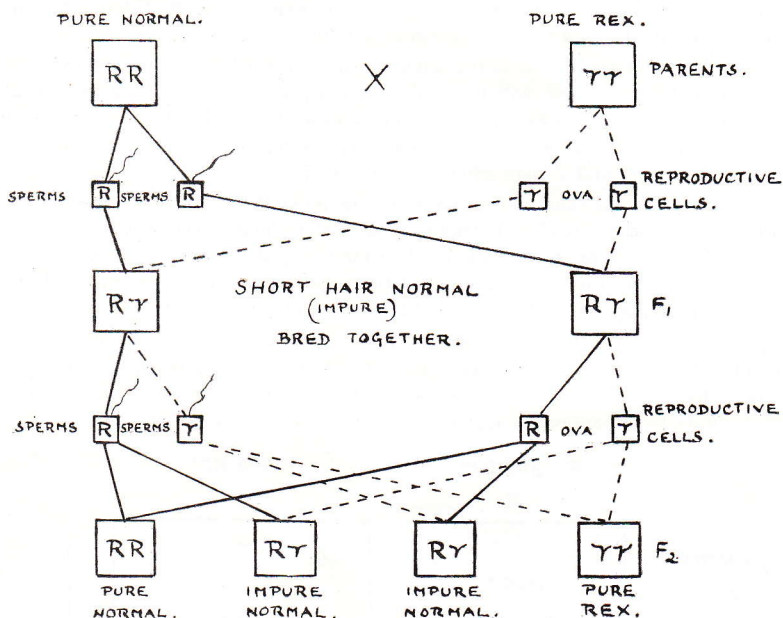 PURE NORMAL.
PURE REX.
RR
X
rr
PARENTS.
SPERMS
R
SPERMS
R
r
OVA
r
REPRODUCTIVE
CELLS.
Rr
SHORT HAIR NORMAL
(IMPURE)
BRED TOGETHER.
Rr
F1
SPERMS
R
SPERMS
r
R
OVA
r
REPRODUCTIVE
CELLS.
RR
Rr
Rr
rr
F2
PURE
NORMAL.
IMPURE
NORMAL.
IMPURE
NORMAL.
PURE
REX.